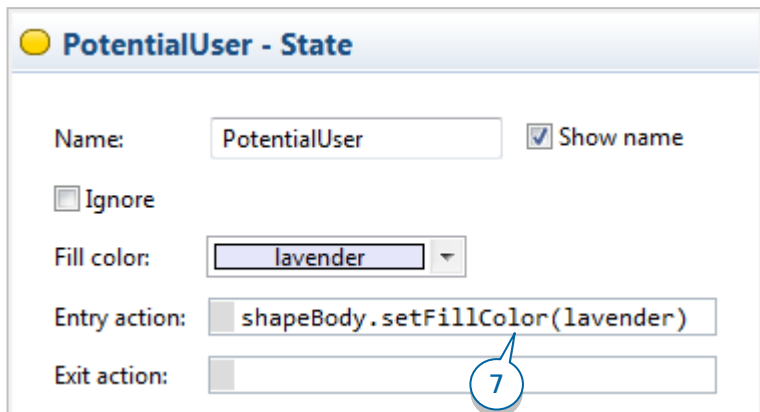 PotentialUser - State
Name: PotentialUser Show name
Ignore
Fill color: lavender
Entry action: shapeBody.setFillColor(lavender)
Exit action:
7